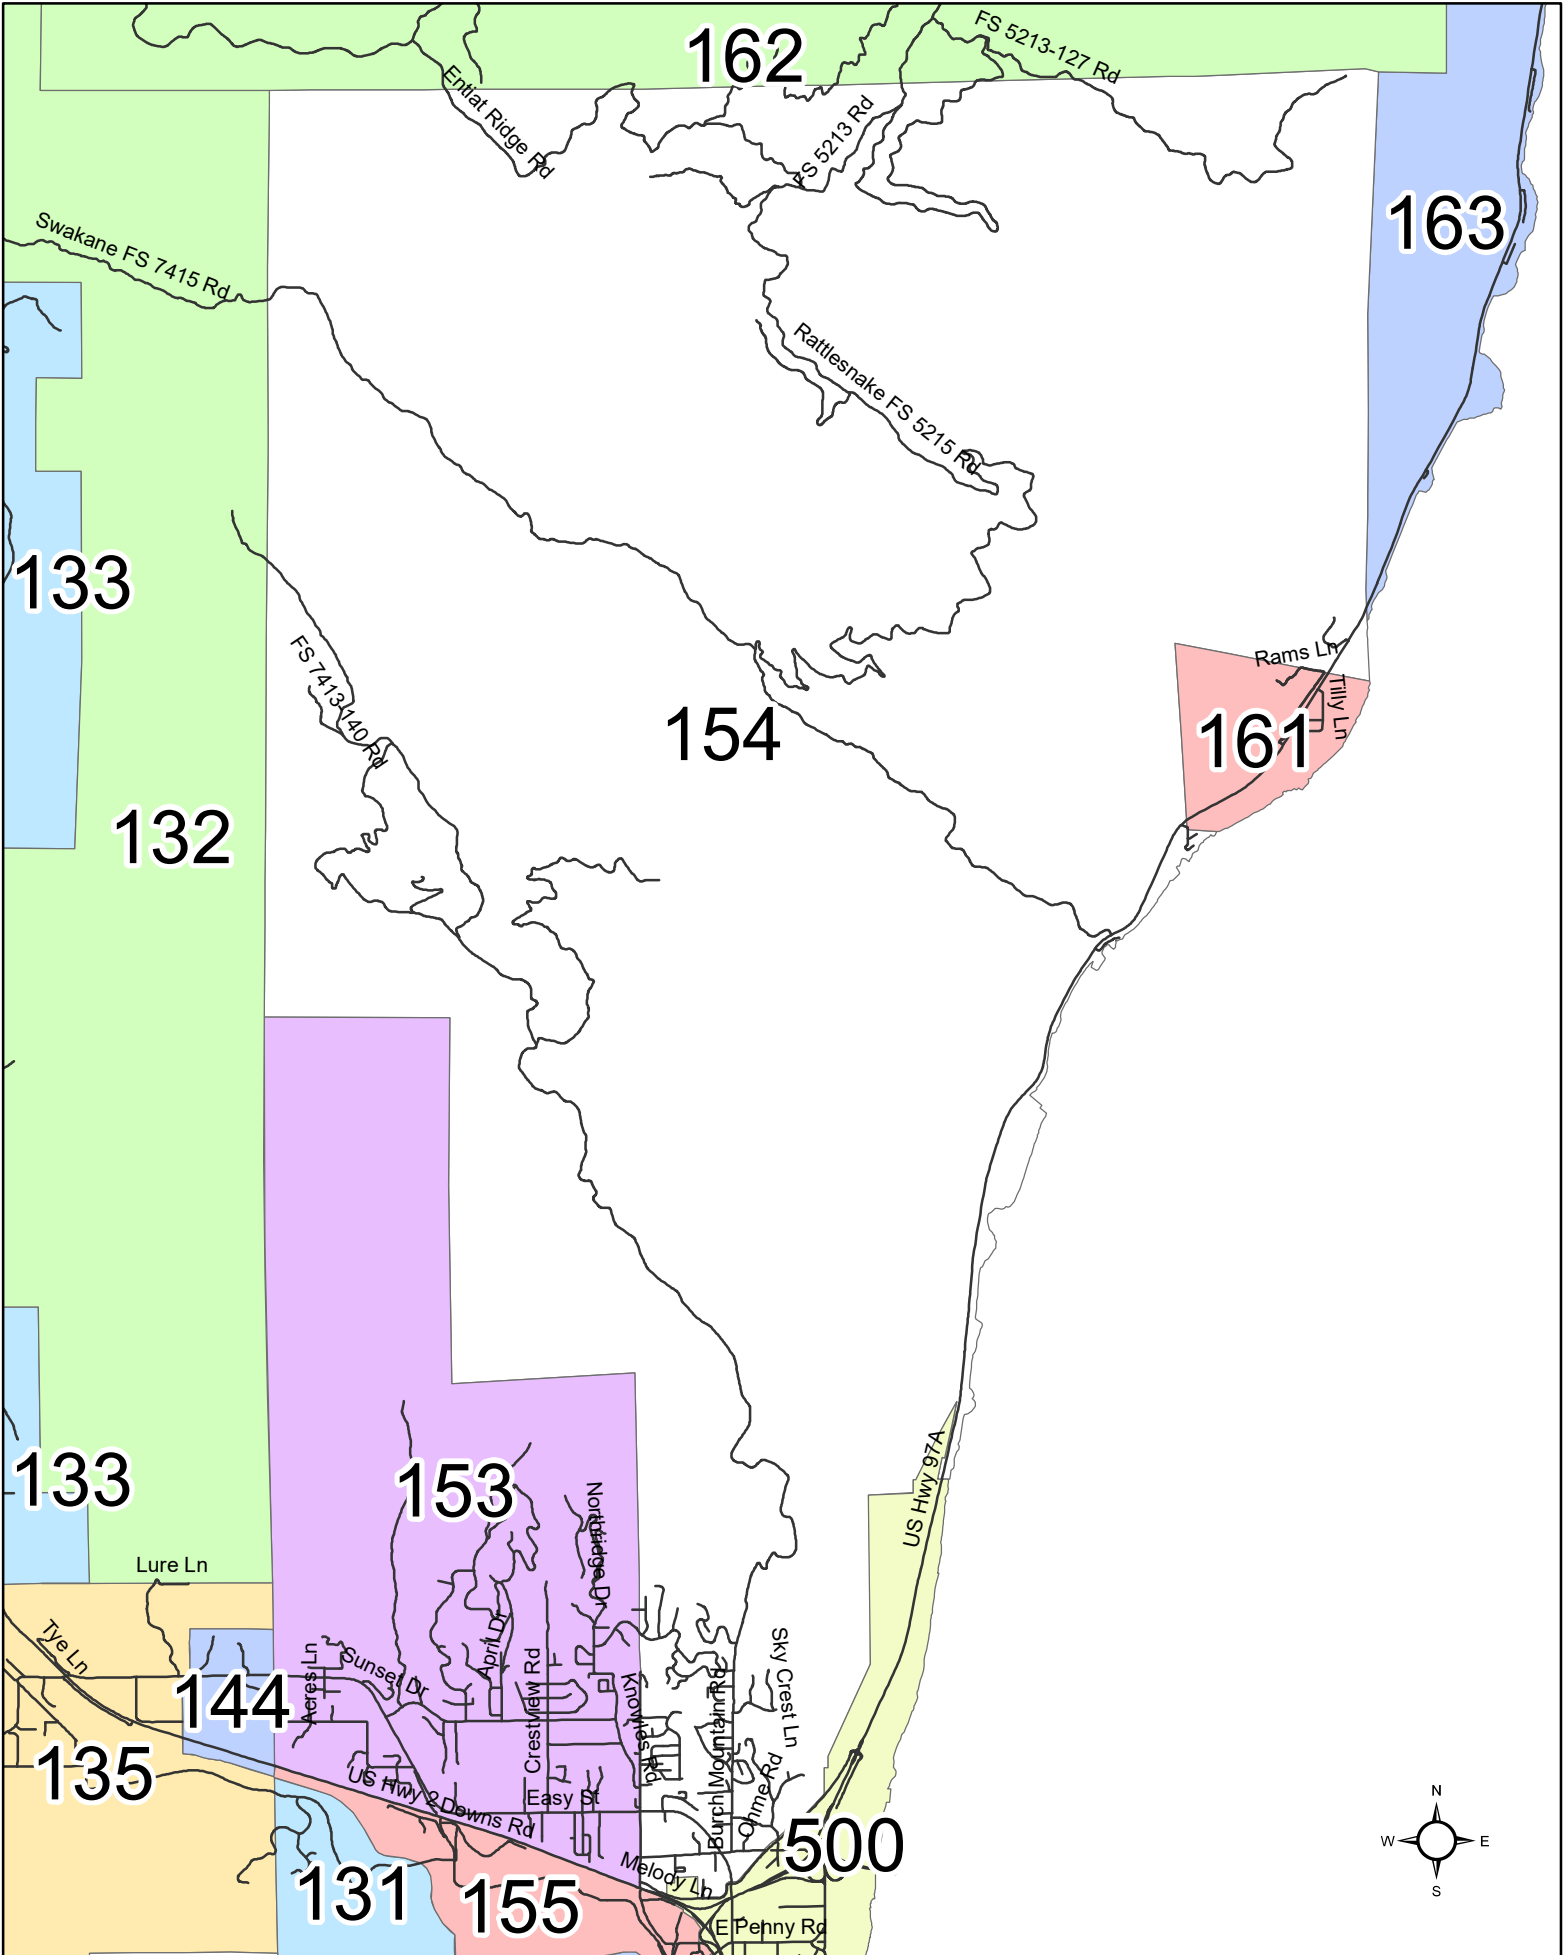 FS 5213-127 Rd
162
Entiat Ridge Rd
FS 5213 Rd
163
Swakane FS 7415 Rd
Rattlesnake FS 5215 Rd
133
Rams Ln
FS 7413-140 Rd
Tilly Ln
154
161
132
US Hwy 97A
133
153
Northridge Dr
Lure Ln
Tye Ln
April Dr
Sky Crest Ln
Acres Ln
Sunset Dr
Crestview Rd
Knowles Rd
Burch Mountain Rd
144
135
Ohme Rd
US Hwy 2
Downs Rd
Easy St
500
N
W
E
S
Melody Ln
131
155
E Penny Rd